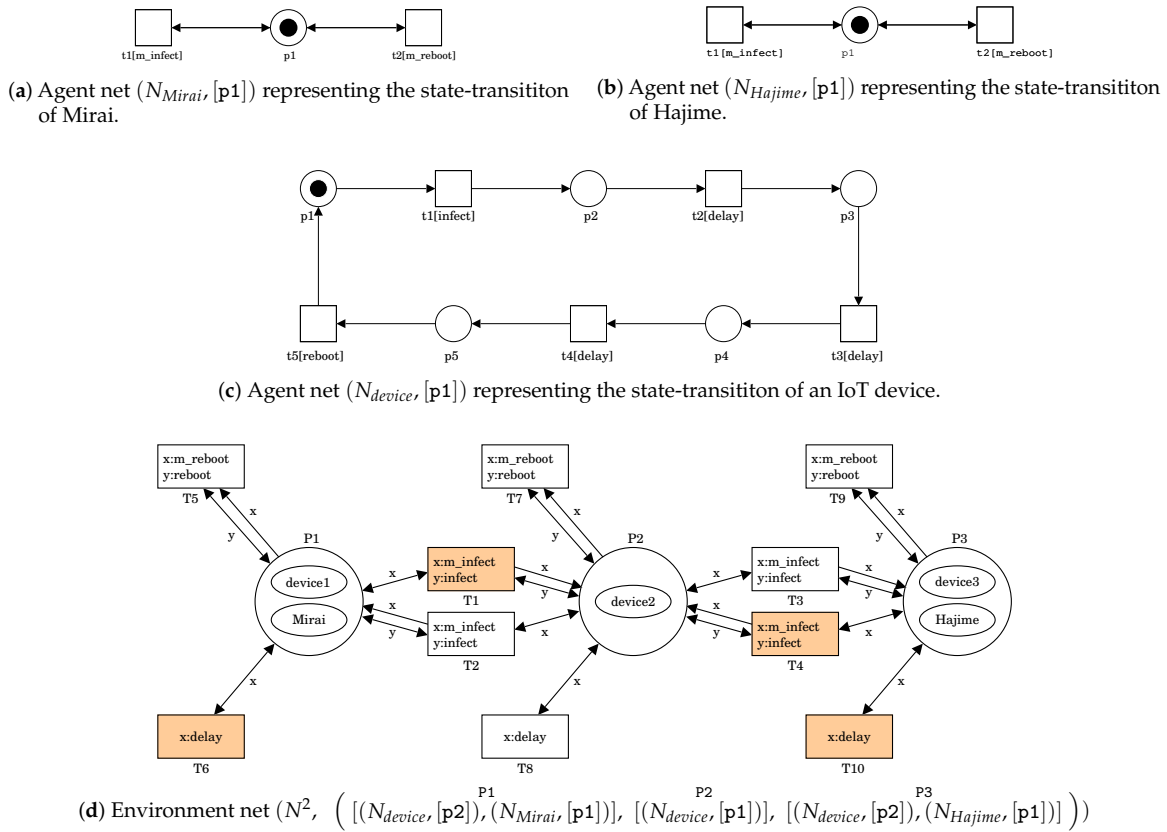 t1[m_infect] p1 t2[m_reboot]
t1[m_infect] p1 t2[m_reboot]
(a) Agent net (N_Mirai, [p1]) representing the state-transititon
of Mirai.
(b) Agent net (N_Hajime, [p1]) representing the state-transititon
of Hajime.
p1 t1[infect] p2 t2[delay] p3
t5[reboot] p5 t4[delay] p4 t3[delay]
(c) Agent net (N_device, [p1]) representing the state-transititon of an IoT device.
x:m_reboot
y:reboot
T5
x:m_reboot
y:reboot
T7
x:m_reboot
y:reboot
T9
x
y
x
y
x
y
P1
device1
Mirai
P2
device2
P3
device3
Hajime
x
x:m_infect
y:infect
T1
x
y
x
y
x:m_infect
y:infect
T2
x
x
x:m_infect
y:infect
T3
x
y
x
y
x:m_infect
y:infect
T4
x
x
x:delay
T6
x
x:delay
T8
x
x:delay
T10
P1 P2 P3
(d) Environment net (N², ( [(N_device, [p2]), (N_Mirai, [p1])], [(N_device, [p1])], [(N_device, [p2]), (N_Hajime, [p1])] ))